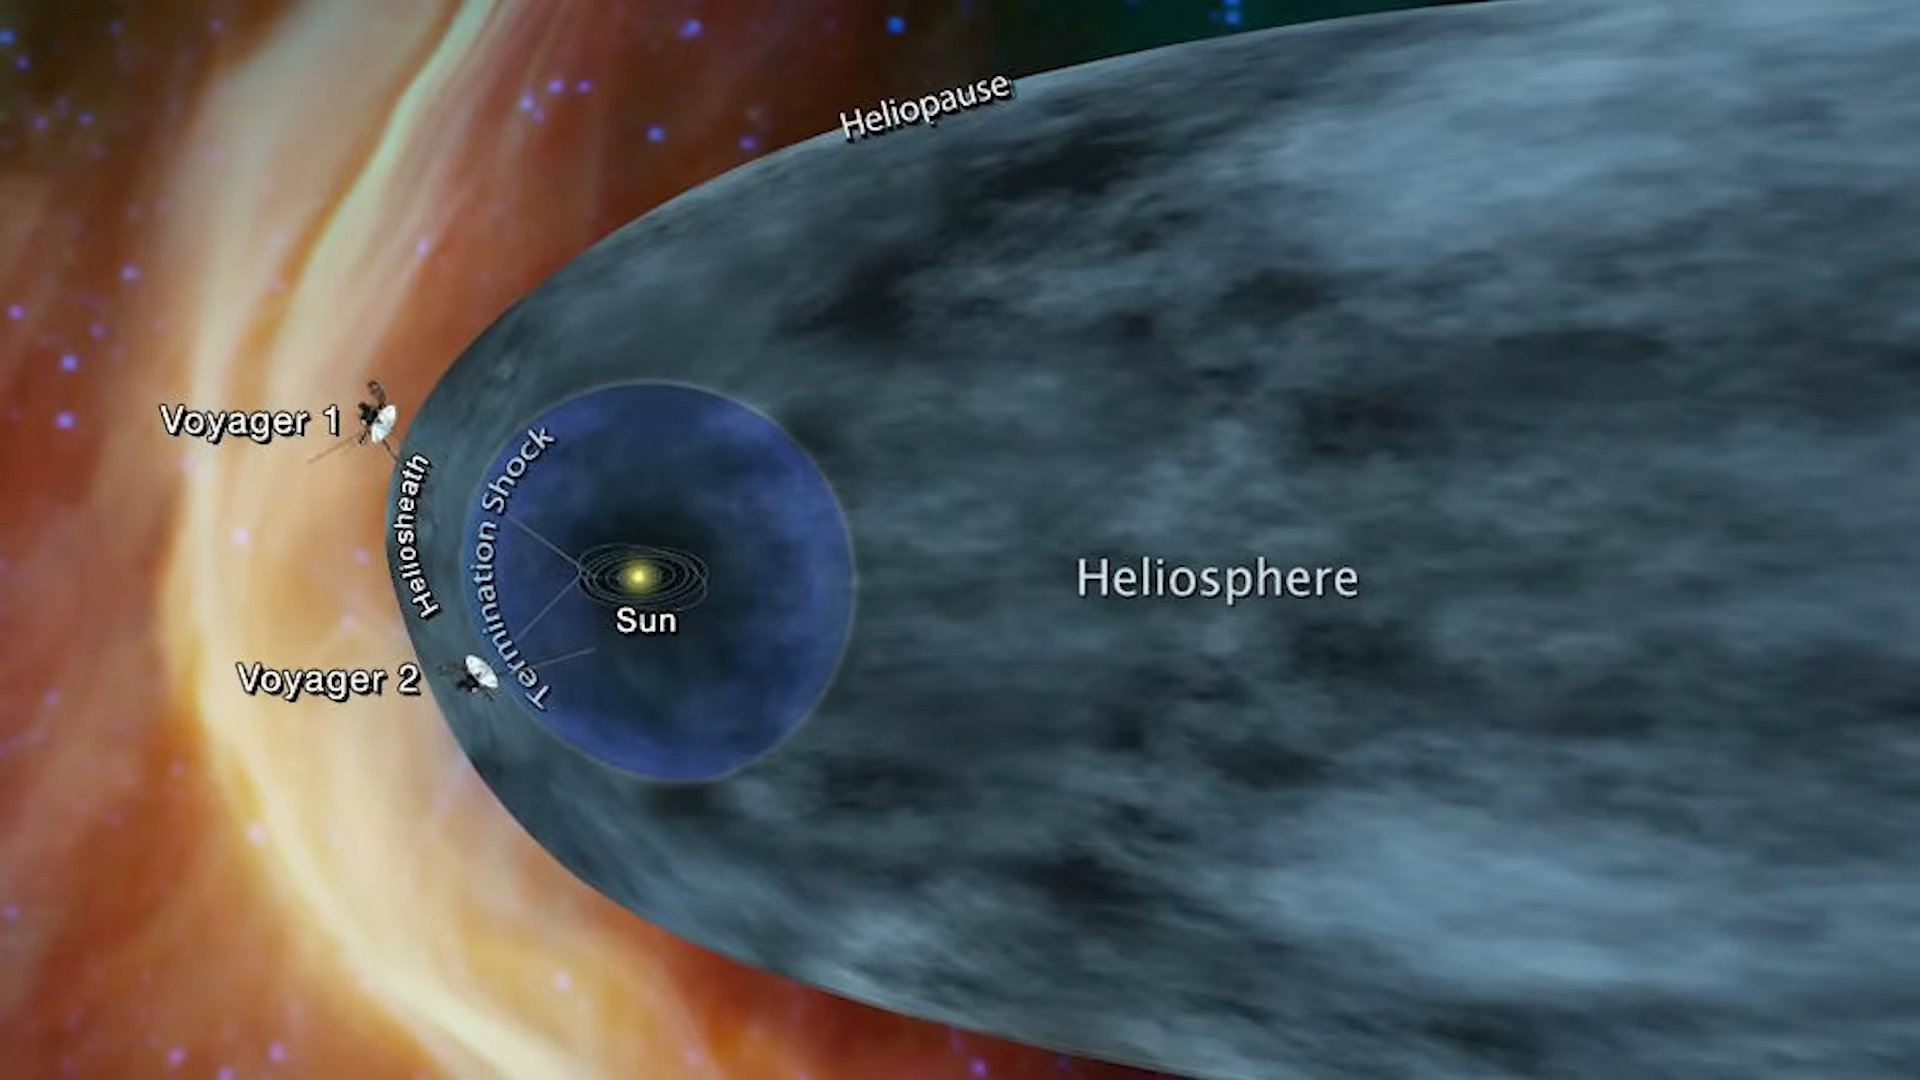 Heliopause
Voyager 1
Heliosheath
Termination Shock
Heliosphere
Sun
Voyager 2